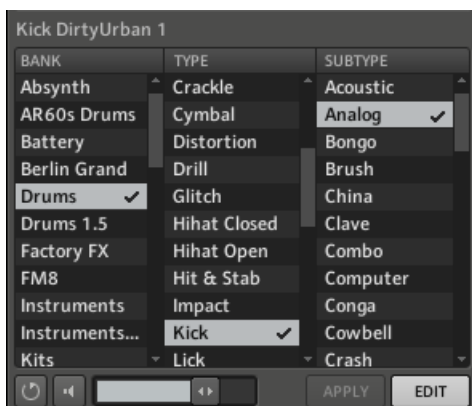 Kick DirtyUrban 1
BANK TYPE SUBTYPE
Absynth Crackle Acoustic
AR60s Drums Cymbal Analog
Battery Distortion Bongo
Berlin Grand Drill Brush
Drums Glitch China
Drums 1.5 Hihat Closed Clave
Factory FX Hihat Open Combo
FM8 Hit & Stab Computer
Instruments Impact Conga
Instruments... Kick Cowbell
Kits Lick Crash
APPLY EDIT